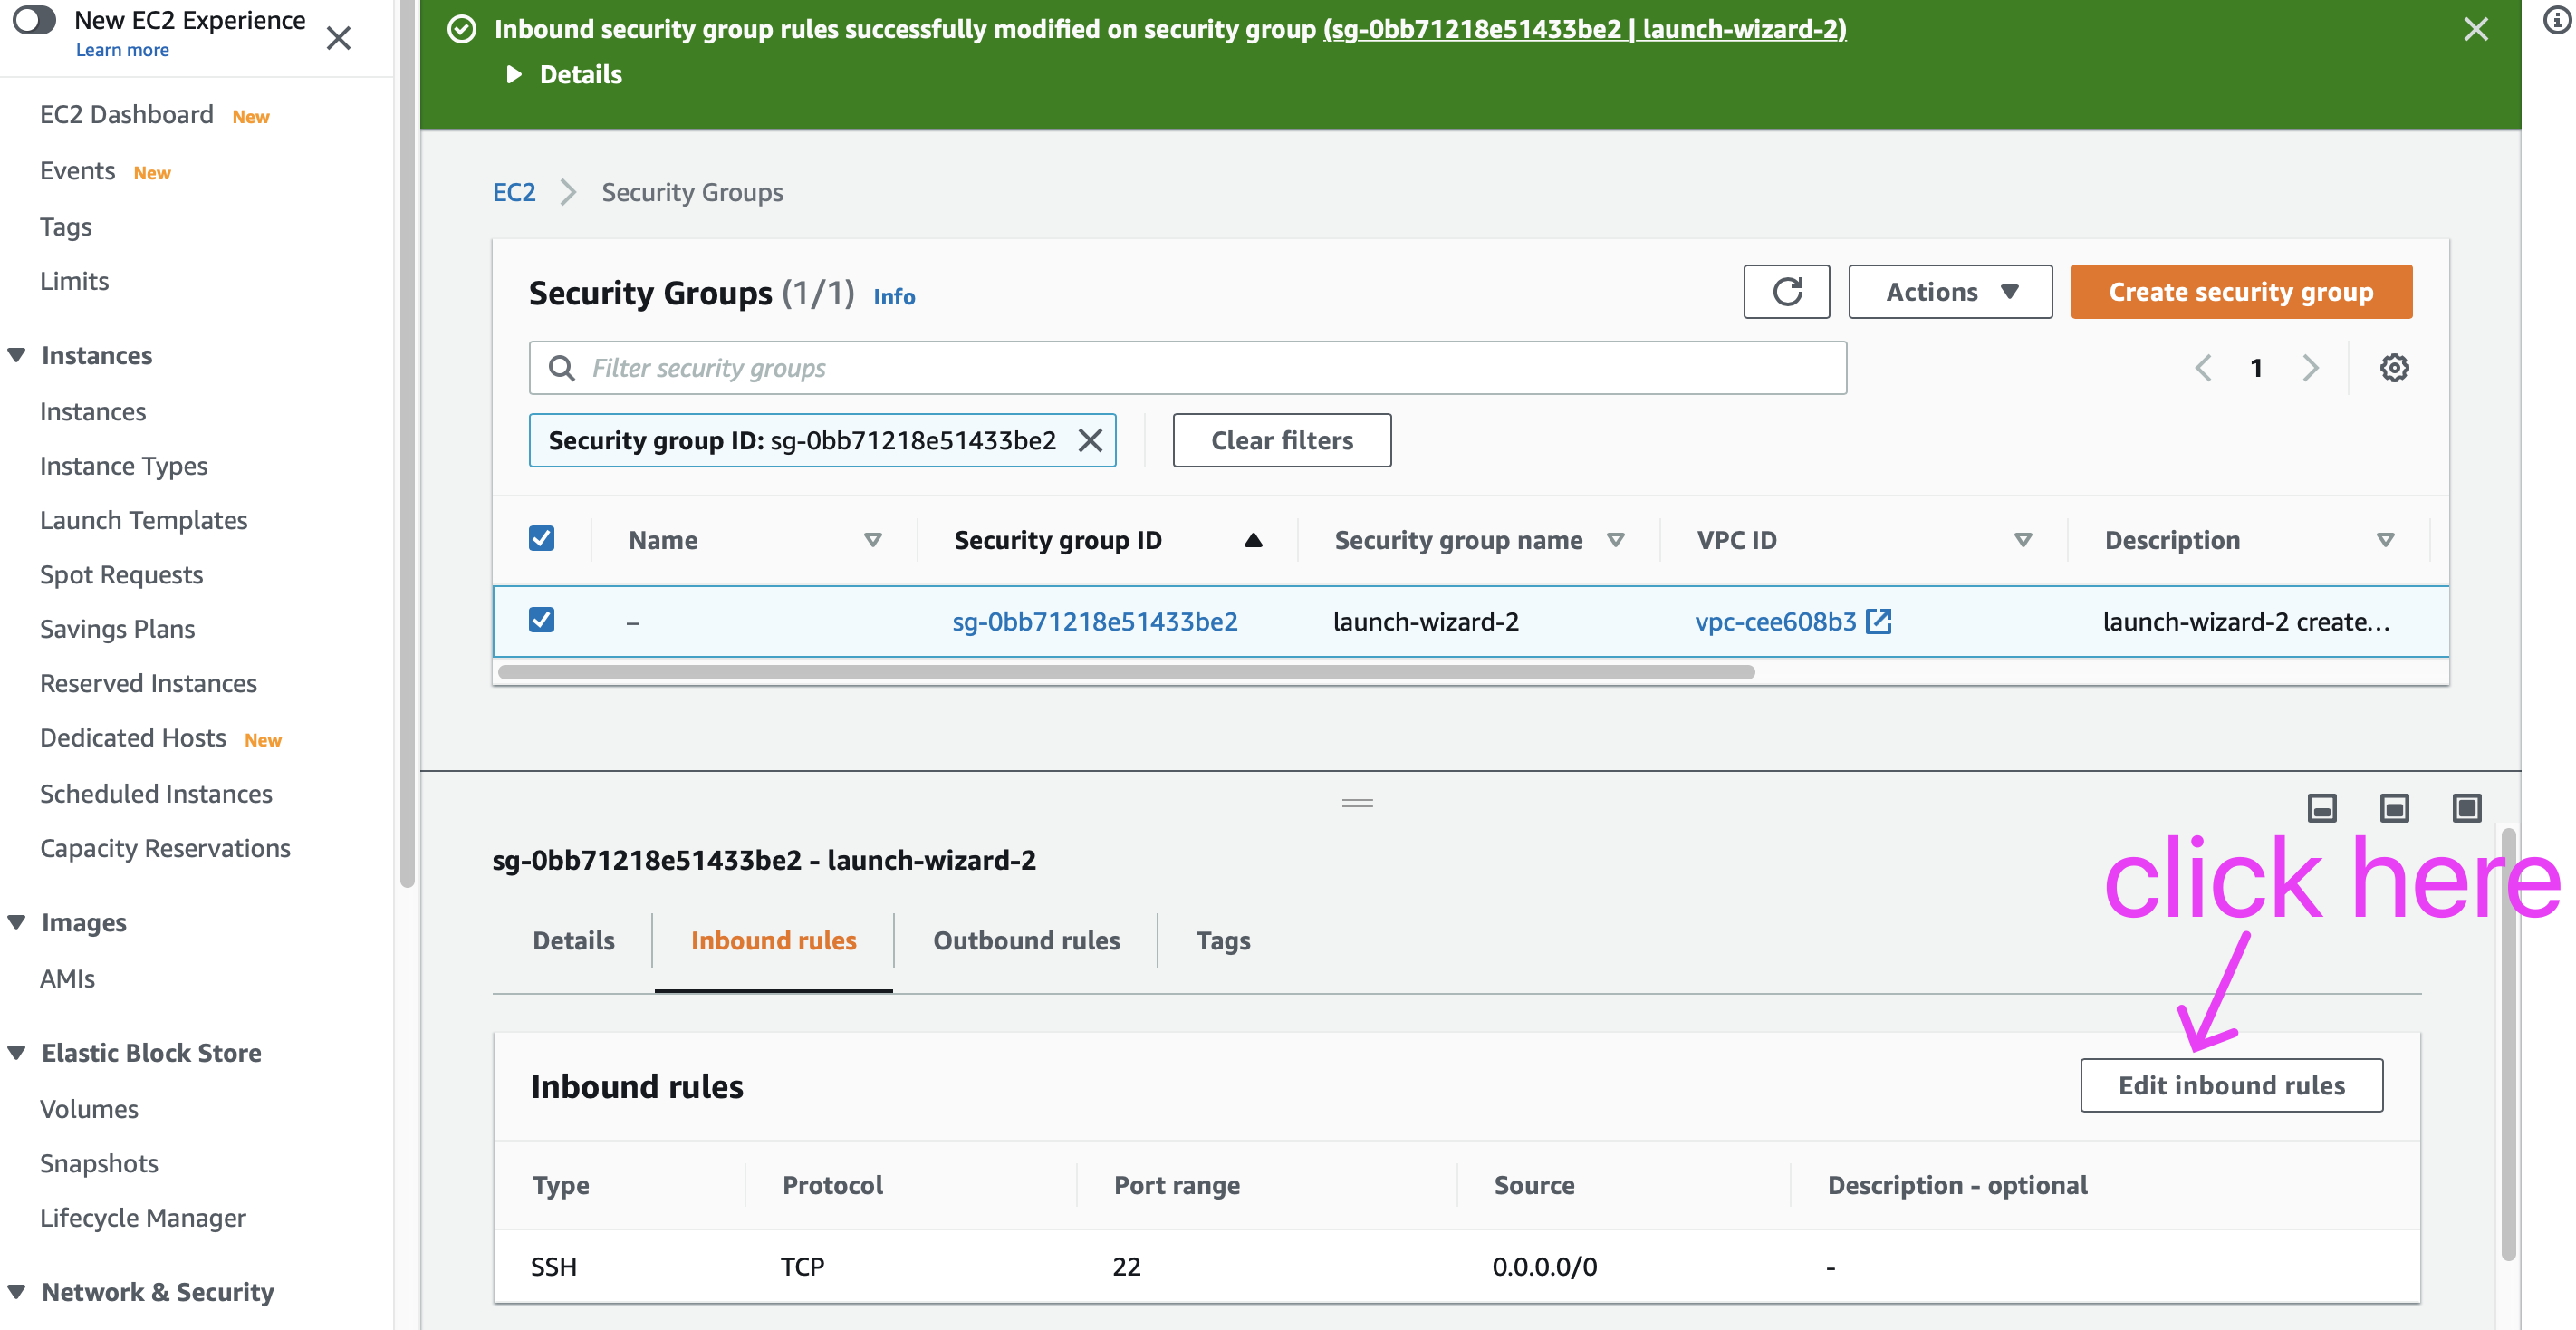 New EC2 Experience
Learn more
EC2 Dashboard New
Events New
Tags
Limits
Instances
Instances
Instance Types
Launch Templates
Spot Requests
Savings Plans
Reserved Instances
Dedicated Hosts New
Scheduled Instances
Capacity Reservations
Images
AMIs
Elastic Block Store
Volumes
Snapshots
Lifecycle Manager
Network & Security
Inbound security group rules successfully modified on security group (sg-0bb71218e51433be2 | launch-wizard-2)
Details
EC2 Security Groups
Security Groups (1/1) Info
Actions
Create security group
Filter security groups
1
Security group ID: sg-0bb71218e51433be2
Clear filters
Name Security group ID Security group name VPC ID Description
– sg-0bb71218e51433be2 launch-wizard-2 vpc-cee608b3 launch-wizard-2 create...
sg-0bb71218e51433be2 - launch-wizard-2
click here
Details Inbound rules Outbound rules Tags
Inbound rules
Edit inbound rules
Type Protocol Port range Source Description - optional
SSH TCP 22 0.0.0.0/0 -